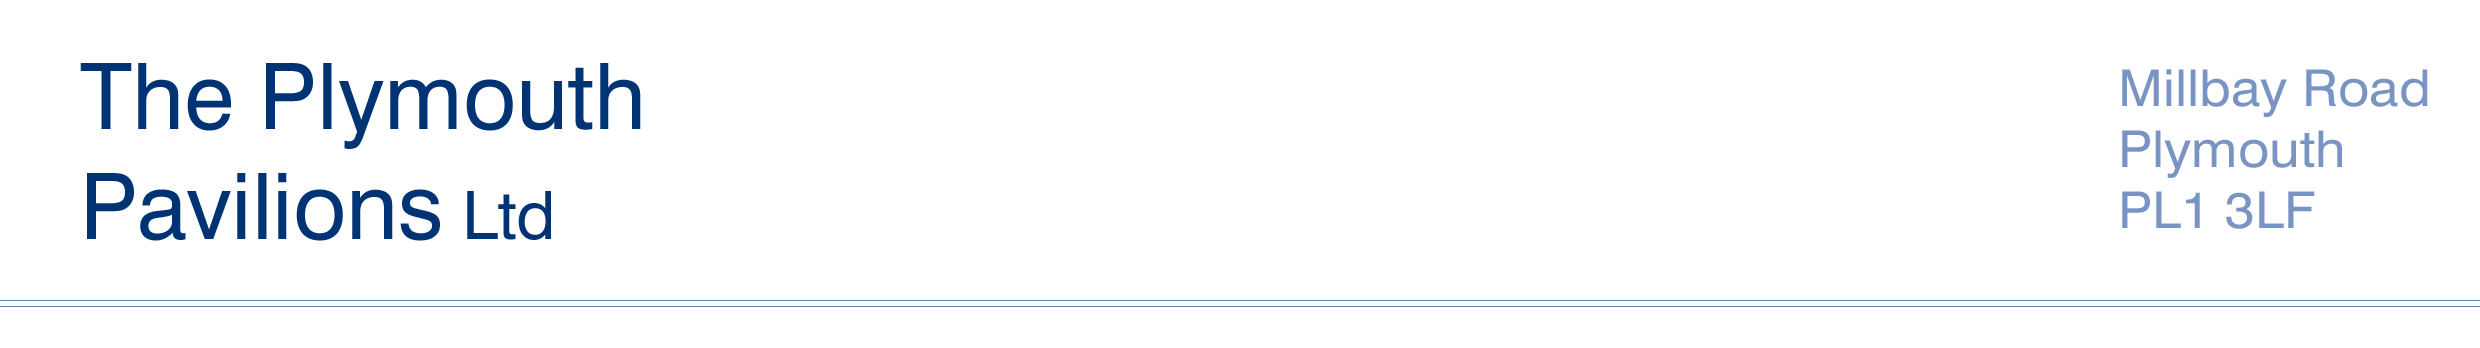 The Plymouth
Pavilions Ltd
Millbay Road
Plymouth
PL1 3LF